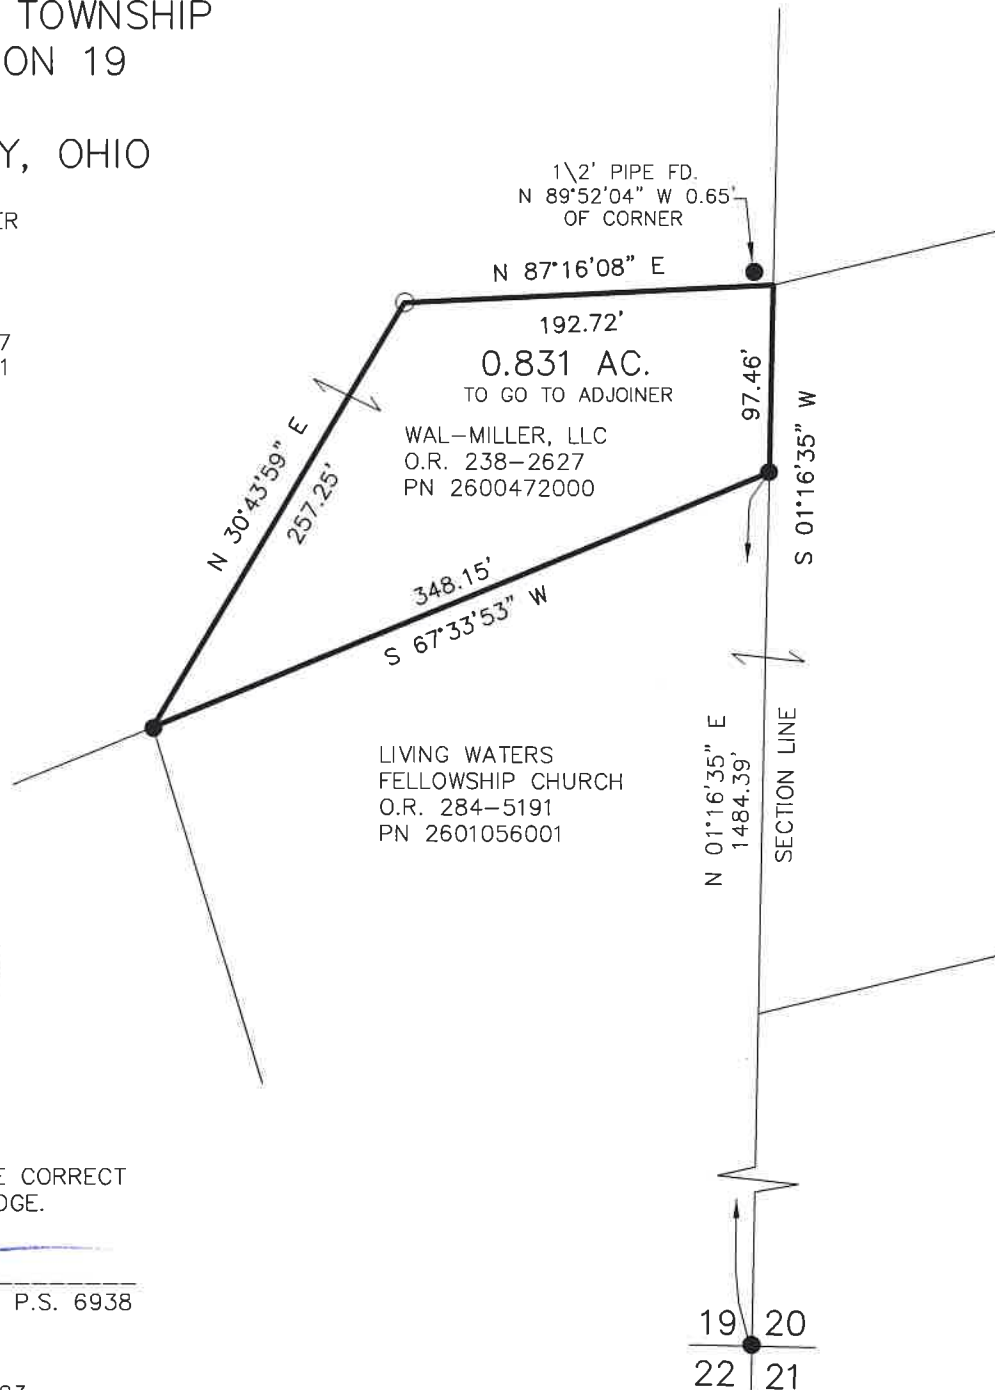 TOWNSHIP
ON 19
Y, OHIO
ER
7
1
1\2' PIPE FD.
N 89°52'04" W 0.65'
OF CORNER
N 87°16'08" E
192.72'
0.831 AC.
TO GO TO ADJOINER
WAL-MILLER, LLC
O.R. 238-2627
PN 2600472000
97.46'
S 01°16'35" W
N 30°43'59" E
257.25'
348.15'
S 67°33'53" W
LIVING WATERS
FELLOWSHIP CHURCH
O.R. 284-5191
PN 2601056001
N 01°16'35" E
1484.39'
SECTION LINE
E CORRECT
DGE.
P.S. 6938
19 20
22 21